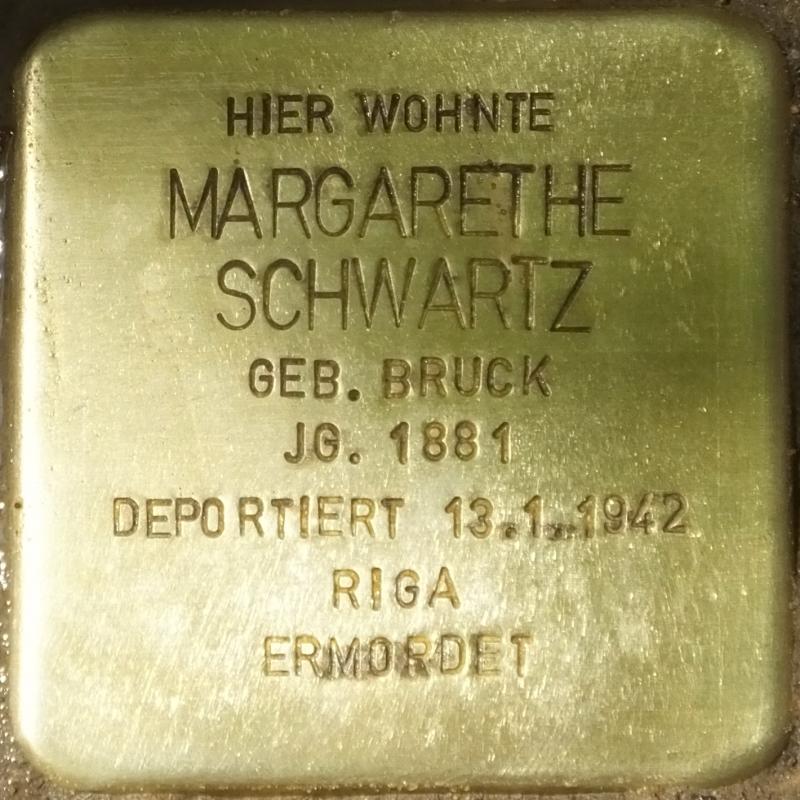 HIER WOHNTE
MARGARETHE
SCHWARTZ
GEB. BRUCK
JG. 1881
DEPORTIERT 13.1.1942
RIGA
ERMORDET